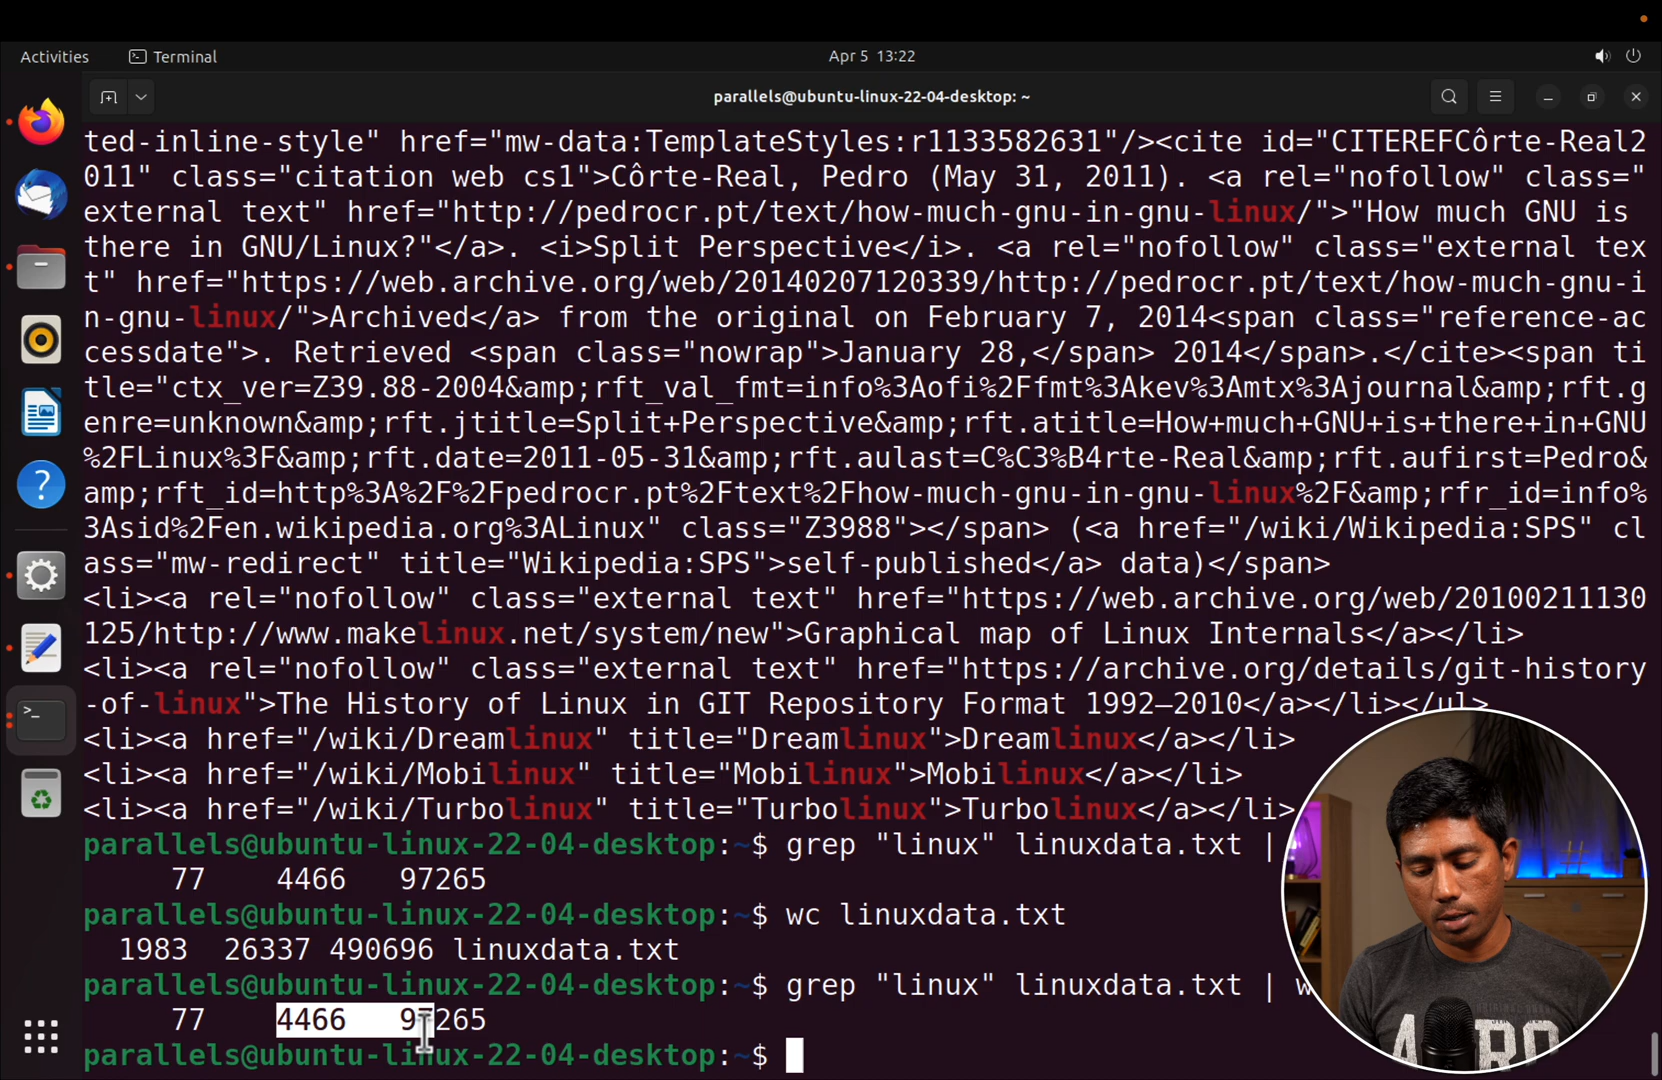 Activities
Terminal
Apr 5 13:22
parallels@ubuntu-linux-22-04-desktop: ~
ted-inline-style" href="mw-data:TemplateStyles:r1133582631"/><cite id="CITEREFCôrte-Real2
011" class="citation web cs1">Côrte-Real, Pedro (May 31, 2011). <a rel="nofollow" class="
external text" href="http://pedrocr.pt/text/how-much-gnu-in-gnu-linux/">"How much GNU is
there in GNU/Linux?"</a>. <i>Split Perspective</i>. <a rel="nofollow" class="external tex
t" href="https://web.archive.org/web/20140207120339/http://pedrocr.pt/text/how-much-gnu-i
n-gnu-linux/">Archived</a> from the original on February 7, 2014<span class="reference-ac
cessdate">. Retrieved <span class="nowrap">January 28,</span> 2014</span>.</cite><span ti
tle="ctx_ver=Z39.88-2004&amp;rft_val_fmt=info%3Aofi%2Ffmt%3Akev%3Amtx%3Ajournal&amp;rft.g
enre=unknown&amp;rft.jtitle=Split+Perspective&amp;rft.atitle=How+much+GNU+is+there+in+GNU
%2FLinux%3F&amp;rft.date=2011-05-31&amp;rft.aulast=C%C3%B4rte-Real&amp;rft.aufirst=Pedro&
amp;rft_id=http%3A%2F%2Fpedrocr.pt%2Ftext%2Fhow-much-gnu-in-gnu-linux%2F&amp;rfr_id=info%
3Asid%2Fen.wikipedia.org%3ALinux" class="Z3988"></span> (<a href="/wiki/Wikipedia:SPS" cl
ass="mw-redirect" title="Wikipedia:SPS">self-published</a> data)</span>
<li><a rel="nofollow" class="external text" href="https://web.archive.org/web/20100211130
125/http://www.makelinux.net/system/new">Graphical map of Linux Internals</a></li>
<li><a rel="nofollow" class="external text" href="https://archive.org/details/git-history
-of-linux">The History of Linux in GIT Repository Format 1992–2010</a></li></ul>
<li><a href="/wiki/Dreamlinux" title="Dreamlinux">Dreamlinux</a></li>
<li><a href="/wiki/Mobilinux" title="Mobilinux">Mobilinux</a></li>
<li><a href="/wiki/Turbolinux" title="Turbolinux">Turbolinux</a></li>
parallels@ubuntu-linux-22-04-desktop:~$ grep "linux" linuxdata.txt |
77 4466 97265
parallels@ubuntu-linux-22-04-desktop:~$ wc linuxdata.txt
1983 26337 490696 linuxdata.txt
parallels@ubuntu-linux-22-04-desktop:~$ grep "linux" linuxdata.txt |
77 4466 97265
parallels@ubuntu-linux-22-04-desktop:~$